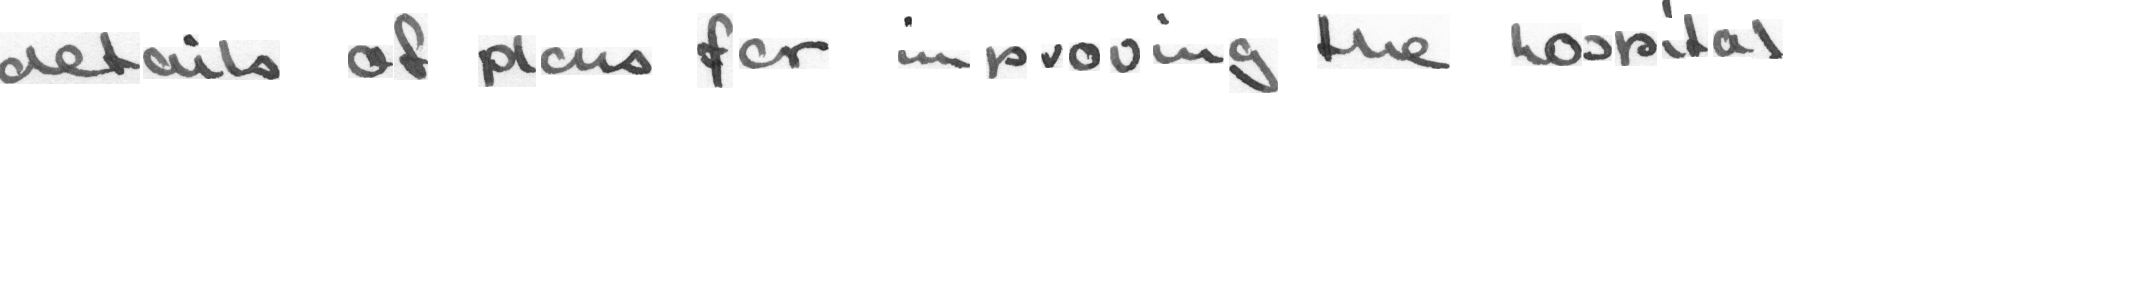 details of plans for improving the hospital